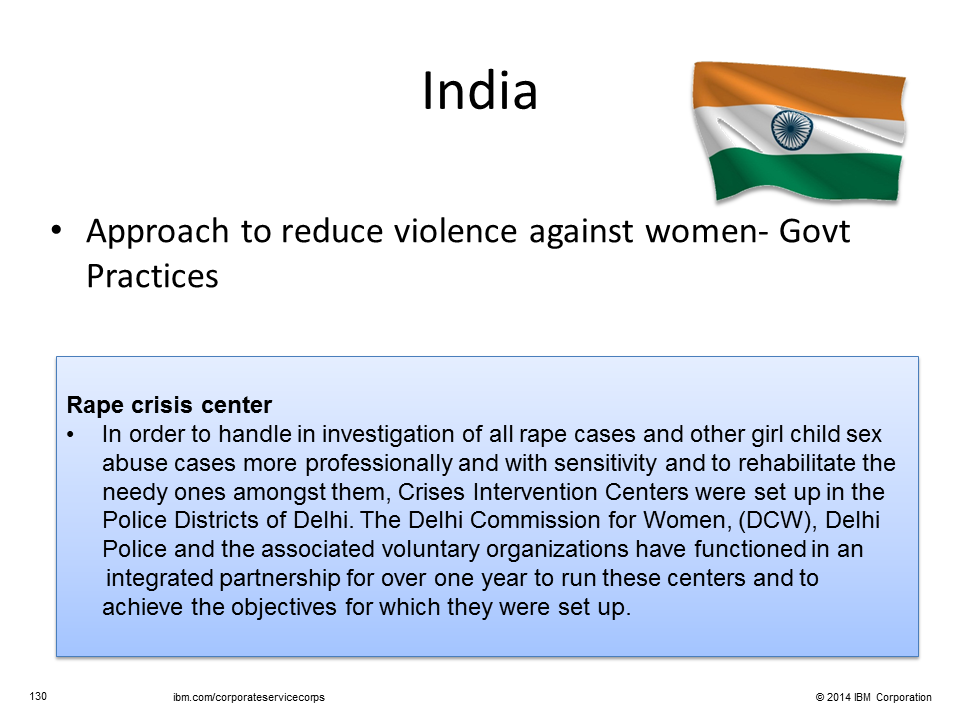 India
• Approach to reduce violence against women- Govt
Practices
Rape crisis center
• In order to handle in investigation of all rape cases and other girl child sex
abuse cases more professionally and with sensitivity and to rehabilitate the
needy ones amongst them, Crises Intervention Centers were set up in the
Police Districts of Delhi. The Delhi Commission for Women, (DCW), Delhi
Police and the associated voluntary organizations have functioned in an
integrated partnership for over one year to run these centers and to
achieve the objectives for which they were set up.
130 ibm.com/corporateservicecorps © 2014 IBM Corporation